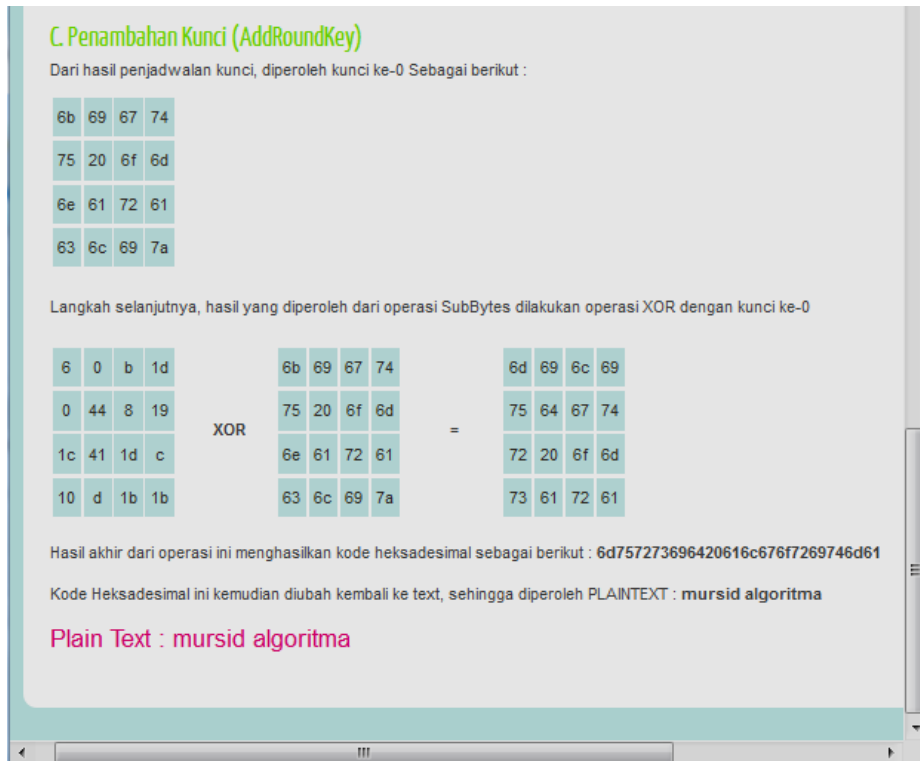 C. Penambahan Kunci (AddRoundKey)
Dari hasil penjadwalan kunci, diperoleh kunci ke-0 Sebagai berikut :
6b 69 67 74
75 20 6f 6d
6e 61 72 61
63 6c 69 7a
Langkah selanjutnya, hasil yang diperoleh dari operasi SubBytes dilakukan operasi XOR dengan kunci ke-0
6 0 b 1d 6b 69 67 74 6d 69 6c 69
0 44 8 19 75 20 6f 6d 75 64 67 74
XOR =
1c 41 1d c 6e 61 72 61 72 20 6f 6d
10 d 1b 1b 63 6c 69 7a 73 61 72 61
Hasil akhir dari operasi ini menghasilkan kode heksadesimal sebagai berikut : 6d757273696420616c676f7269746d61
Kode Heksadesimal ini kemudian diubah kembali ke text, sehingga diperoleh PLAINTEXT : mursid algoritma
Plain Text : mursid algoritma